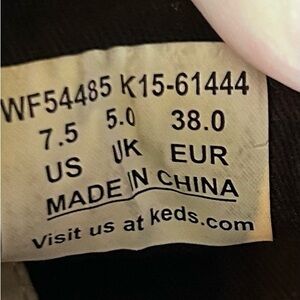 WF54485 K15-61444
7.5 5.0 38.0
US UK EUR
MADE IN CHINA
Visit us at keds.com